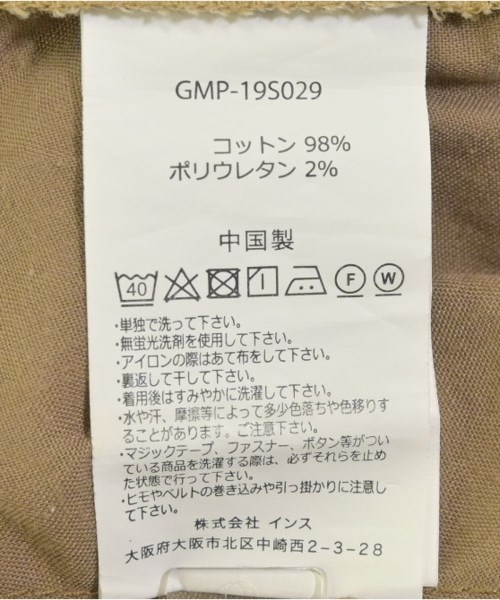 GMP-19S029
コットン 98%
ポリウレタン 2%
中国製
40 F W
・単独で洗って下さい。
・無蛍光洗剤を使用して下さい。
・アイロンの際はあて布をして下さい。
・裏返して干して下さい。
・着用後はすみやかに洗濯して下さい。
・水や汗、摩擦等によって多少色落ちや色移りす
ることがあります。ご注意下さい。
・マジックテープ、ファスナー、ボタン等がつい
ている商品を洗濯する際は、必ずそれらを止め
た状態で行って下さい。
・ヒモやベルトの巻き込みや引っ掛かりに注意し
て下さい。
株式会社 インス
大阪府大阪市北区中崎西2-3-28